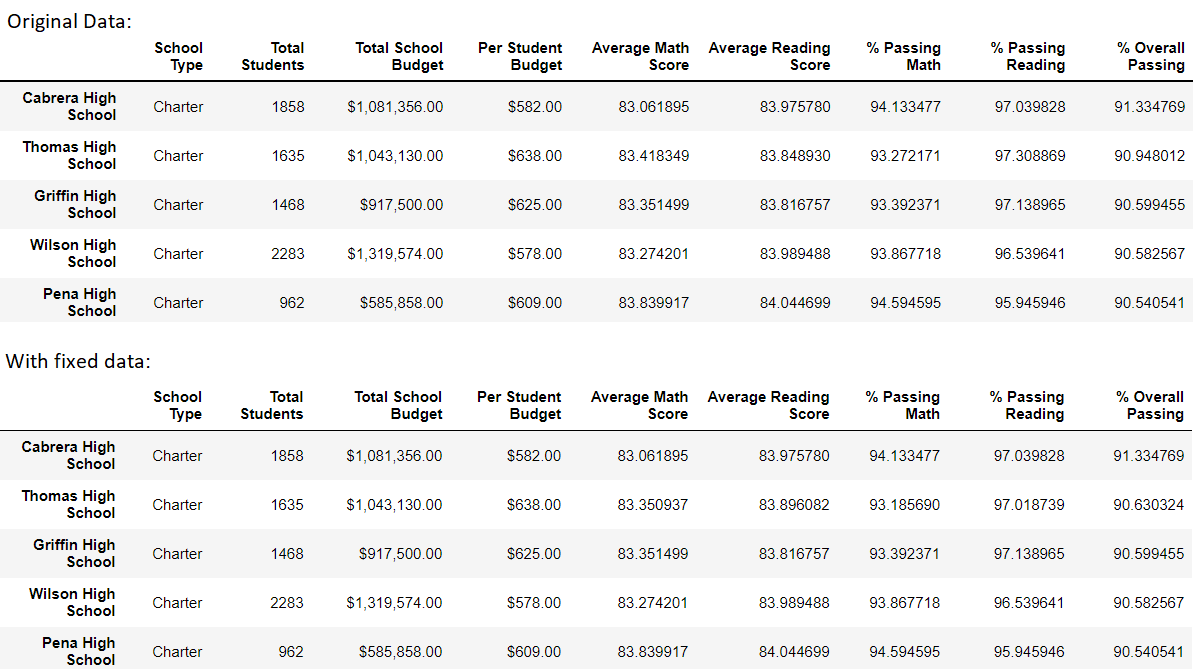 Original Data:
School Total Total School Per Student Average Math Average Reading % Passing % Passing % Overall
Type Students Budget Budget Score Score Math Reading Passing
Cabrera High
School Charter 1858 $1,081,356.00 $582.00 83.061895 83.975780 94.133477 97.039828 91.334769
Thomas High
School Charter 1635 $1,043,130.00 $638.00 83.418349 83.848930 93.272171 97.308869 90.948012
Griffin High
School Charter 1468 $917,500.00 $625.00 83.351499 83.816757 93.392371 97.138965 90.599455
Wilson High
School Charter 2283 $1,319,574.00 $578.00 83.274201 83.989488 93.867718 96.539641 90.582567
Pena High
School Charter 962 $585,858.00 $609.00 83.839917 84.044699 94.594595 95.945946 90.540541
With fixed data:
School Total Total School Per Student Average Math Average Reading % Passing % Passing % Overall
Type Students Budget Budget Score Score Math Reading Passing
Cabrera High
School Charter 1858 $1,081,356.00 $582.00 83.061895 83.975780 94.133477 97.039828 91.334769
Thomas High
School Charter 1635 $1,043,130.00 $638.00 83.350937 83.896082 93.185690 97.018739 90.630324
Griffin High
School Charter 1468 $917,500.00 $625.00 83.351499 83.816757 93.392371 97.138965 90.599455
Wilson High
School Charter 2283 $1,319,574.00 $578.00 83.274201 83.989488 93.867718 96.539641 90.582567
Pena High
School Charter 962 $585,858.00 $609.00 83.839917 84.044699 94.594595 95.945946 90.540541